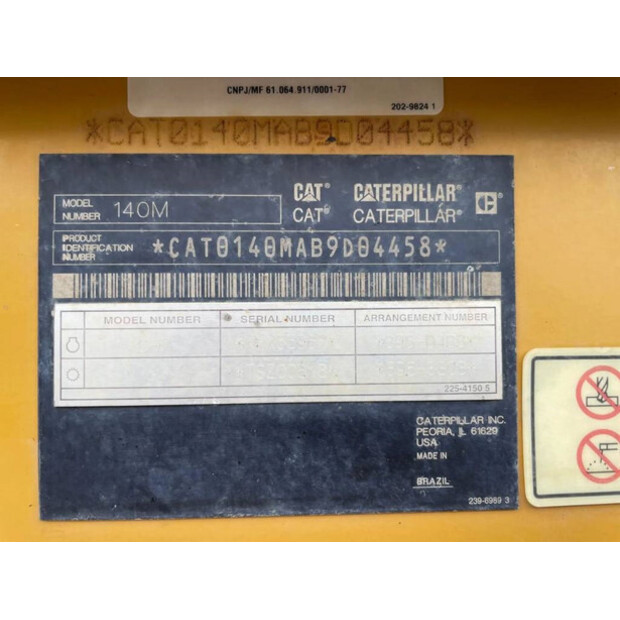 CNPJ/MF 61.064.911/0001-77
202-9824 1
*CAT0140MAB9D04458*
MODEL NUMBER 140M
CAT CATERPILLAR
CAT CATERPILLAR
PRODUCT IDENTIFICATION NUMBER *CAT0140MAB9D04458*
MODEL NUMBER SERIAL NUMBER ARRANGEMENT NUMBER
225-4150 5
CATERPILLAR INC.
PEORIA, IL 61629
USA
MADE IN
BRAZIL
239-8989 3